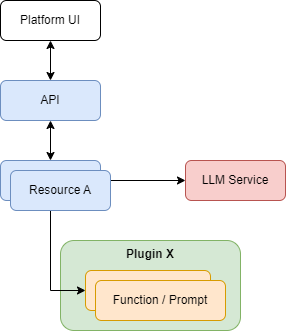 Platform UI
API
Resource A
LLM Service
Plugin X
Function / Prompt